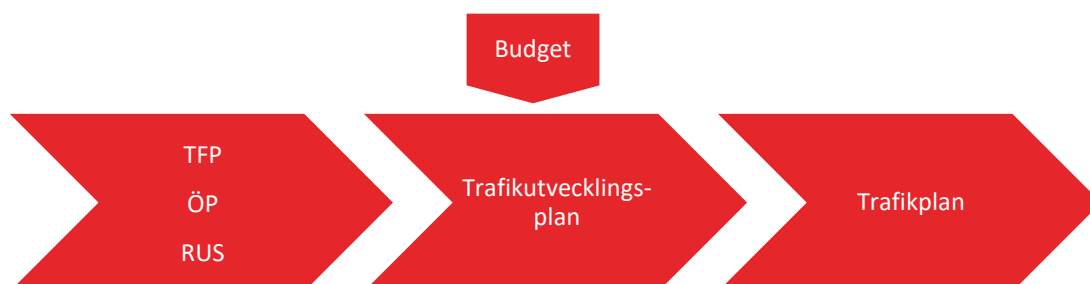 Budget
TFP
ÖP
RUS
Trafikutvecklings-
plan
Trafikplan